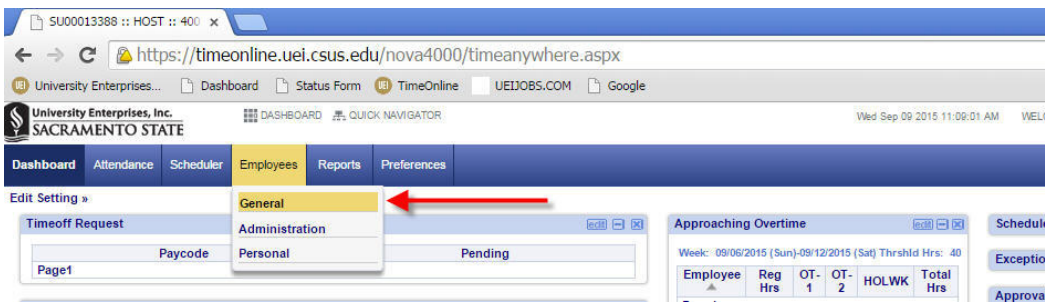 SU00013388 :: HOST :: 400
https://timeonline.uei.csus.edu/nova4000/timeanywhere.aspx
University Enterprises... Dashboard Status Form TimeOnline UEIJOBS.COM Google
University Enterprises, Inc.
SACRAMENTO STATE
DASHBOARD QUICK NAVIGATOR
Wed Sep 09 2015 11:09:01 AM
Dashboard Attendance Scheduler Employees Reports Preferences
Edit Setting »
General
Administration
Personal
Timeoff Request edit
Paycode Pending
Page1
Approaching Overtime edit
Week: 09/06/2015 (Sun)-09/12/2015 (Sat) Thrshld Hrs: 40
Employee Reg Hrs OT-1 OT-2 HOLWK Total Hrs
Schedule
Exceptio
Approva